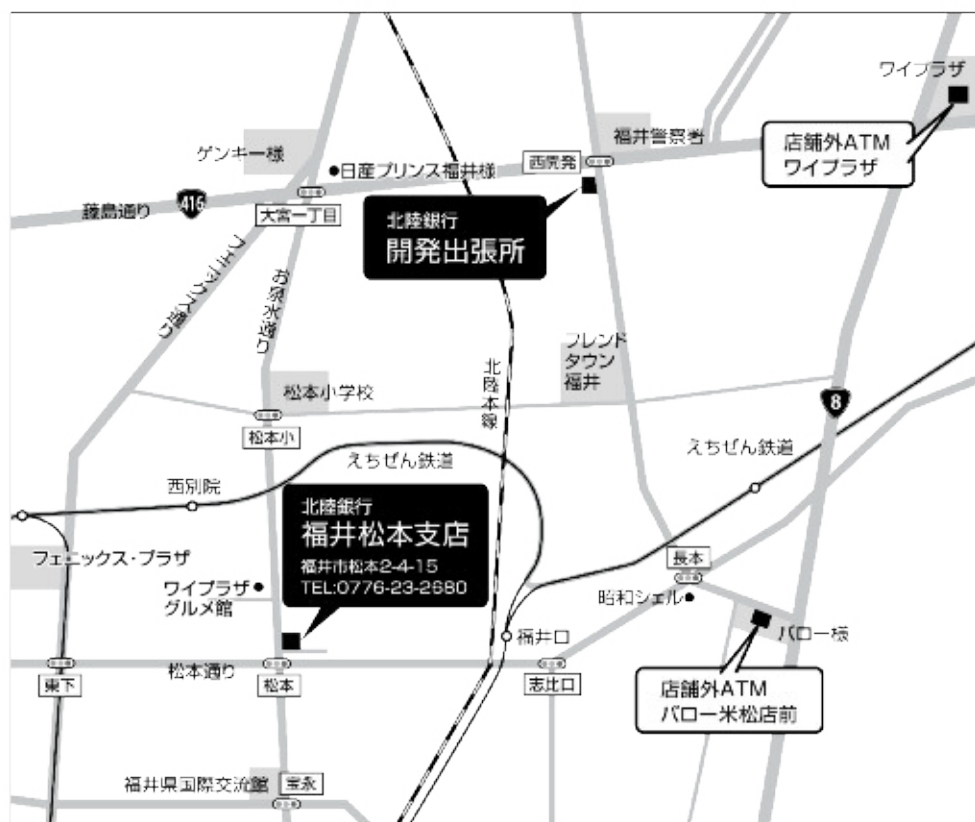 ワイプラザ
店舗外ATM
ワイプラザ
福井警察署
西開発
ゲンキー様
●日産プリンス福井様
416
藤島通り
大宮一丁目
北陸銀行
開発出張所
フェニックス通り
お泉水通り
北陸本線
フレンド
タウン
福井
松本小学校
松本小
8
えちぜん鉄道
えちぜん鉄道
西別院
北陸銀行
福井松本支店
福井市松本2-4-15
TEL:0776-23-2680
フェニックス・プラザ
ワイプラザ●
グルメ館
長本
昭和シェル●
福井口
バロー様
松本通り
東下
松本
志比口
店舗外ATM
バロー米松店前
福井県国際交流館
宝永